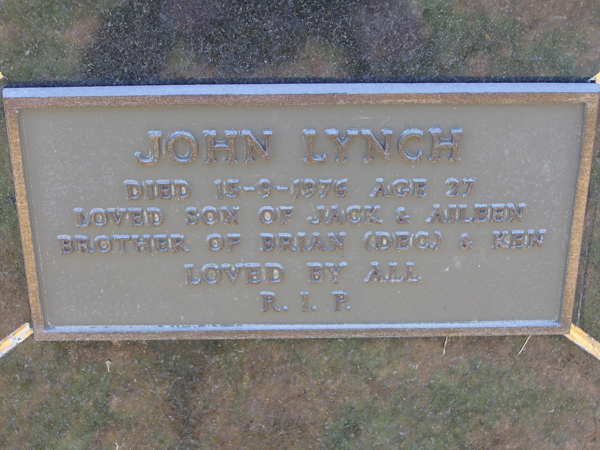 JOHN LYNCH
DIED 15-9-1976 AGE 27
LOVED SON OF JACK & AILEEN
BROTHER OF BRIAN (DEC) & KEN
LOVED BY ALL
R. I. P.